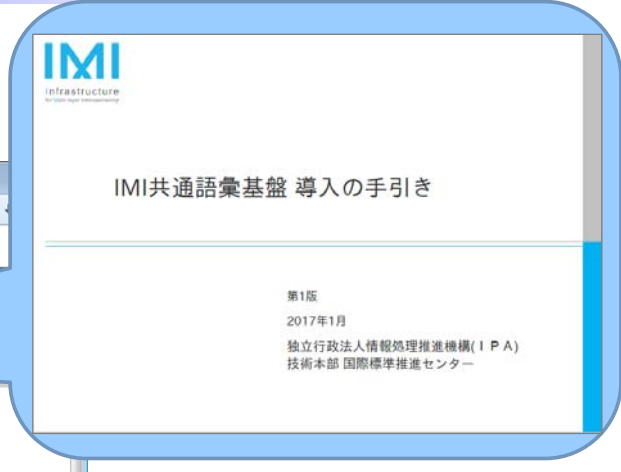 IMI
infrastructure
IMI共通語彙基盤 導入の手引き
第1版
2017年1月
独立行政法人情報処理推進機構(ＩＰＡ)
技術本部 国際標準推進センター